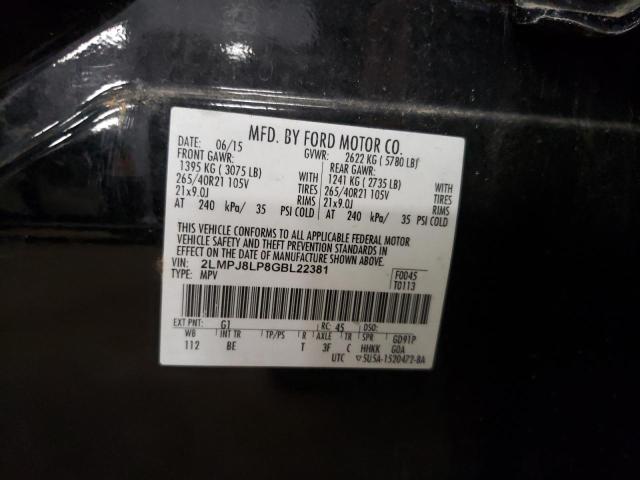 MFD. BY FORD MOTOR CO.
DATE: 06/15 GVWR: 2622 KG ( 5780 LB)
FRONT GAWR: REAR GAWR:
1395 KG ( 3075 LB) WITH 1241 KG ( 2735 LB) WITH
265/40R21 105V TIRES 265/40R21 105V TIRES
21x9.0J RIMS 21x9.0J RIMS
AT 240 kPa/ 35 PSI COLD AT 240 kPa/ 35 PSI COLD
THIS VEHICLE CONFORMS TO ALL APPLICABLE FEDERAL MOTOR
VEHICLE SAFETY AND THEFT PREVENTION STANDARDS IN
EFFECT ON THE DATE OF MANUFACTURE SHOWN ABOVE.
VIN: 2LMPJ8LP8GBL22381 F0045
TYPE: MPV T0113
EXT PNT: G1 RC: 45 DSO:
WB INT TR TP/PS R AXLE TR SPR GD91P
112 BE T 3F C HHKK GOA
UTC ▽5U5A-1520472-BA